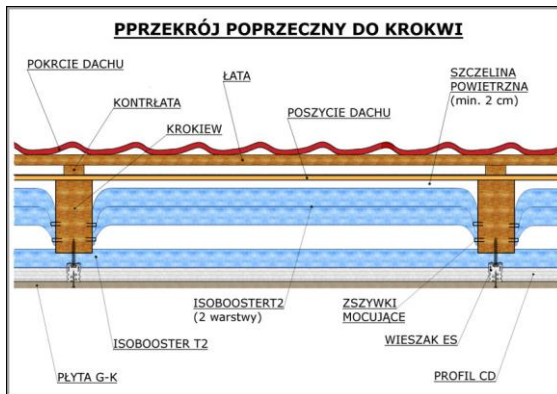 PPRZEKRÓJ POPRZECZNY DO KROKWI
POKRCIE DACHU
ŁATA
SZCZELINA
POWIETRZNA
(min. 2 cm)
KONTRŁATA
POSZYCIE DACHU
KROKIEW
ISOBOOSTERT2
(2 warstwy)
ZSZYWKI
MOCUJĄCE
ISOBOOSTER T2
WIESZAK ES
PŁYTA G-K
PROFIL CD